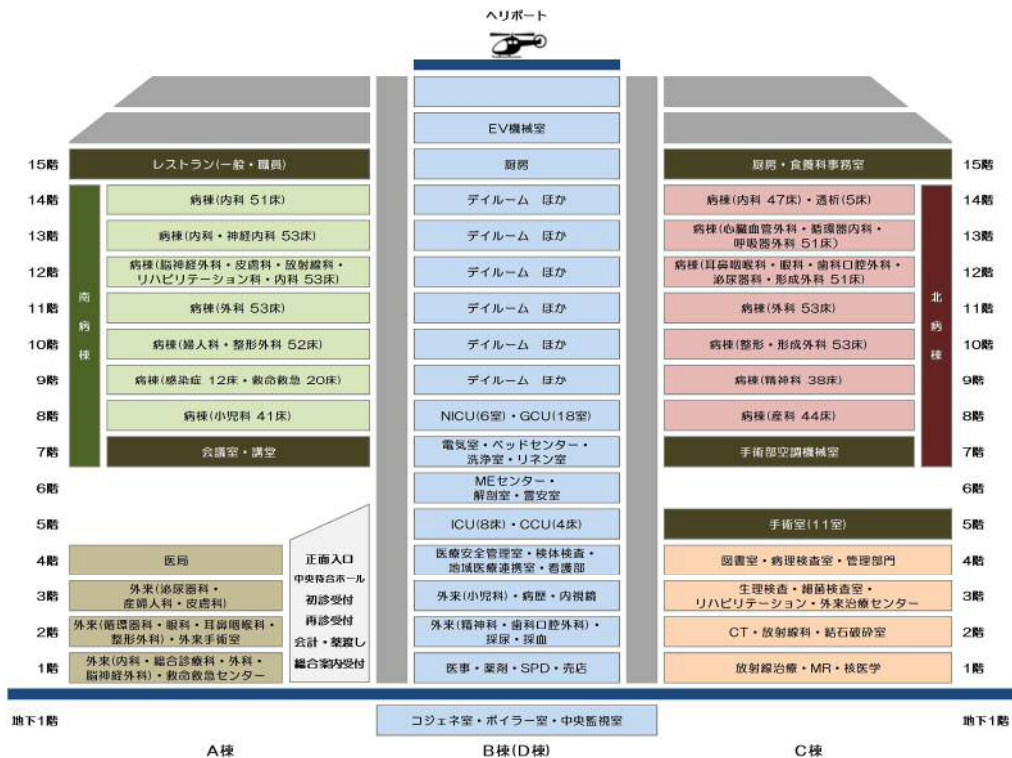 ヘリポート
EV機械室
15階
レストラン(一般・職員)
厨房
厨房・食養科事務室
15階
14階
病棟(内科 51床)
デイルーム ほか
病棟(内科 47床)・透析(5床)
14階
13階
病棟(内科・神経内科 53床)
デイルーム ほか
病棟(心臓血管外科・循環器内科・
呼吸器外科 51床)
13階
12階
病棟(脳神経外科・皮膚科・放射線科・
リハビリテーション科・内科 53床)
デイルーム ほか
病棟(耳鼻咽喉科・眼科・歯科口腔外科・
泌尿器科・形成外科 51床)
12階
南病棟
北病棟
11階
病棟(外科 53床)
デイルーム ほか
病棟(外科 53床)
11階
10階
病棟(婦人科・整形外科 52床)
デイルーム ほか
病棟(整形・形成外科 53床)
10階
9階
病棟(感染症 12床・救命救急 20床)
デイルーム ほか
病棟(精神科 38床)
9階
8階
病棟(小児科 41床)
NICU(6室)・GCU(18室)
病棟(産科 44床)
8階
7階
会議室・講堂
電気室・ベッドセンター・
洗浄室・リネン室
手術部空調機械室
7階
6階
MEセンター・
解剖室・霊安室
6階
5階
ICU(8床)・CCU(4床)
手術室(11室)
5階
4階
医局
正面入口
中央待合ホール
初診受付
再診受付
会計・薬渡し
総合案内受付
医療安全管理室・検体検査・
地域医療連携室・看護部
図書室・病理検査室・管理部門
4階
3階
外来(泌尿器科・
産婦人科・皮膚科)
外来(小児科)・病歴・内視鏡
生理検査・細菌検査室・
リハビリテーション・外来治療センター
3階
2階
外来(循環器科・眼科・耳鼻咽喉科・
整形外科)・外来手術室
外来(精神科・歯科口腔外科)・
採尿・採血
CT・放射線科・結石破砕室
2階
1階
外来(内科・総合診療科・外科・
脳神経外科)・救命救急センター
医事・薬剤・SPD・売店
放射線治療・MR・核医学
1階
地下1階
コジェネ室・ボイラー室・中央監視室
地下1階
A棟
B棟(D棟)
C棟